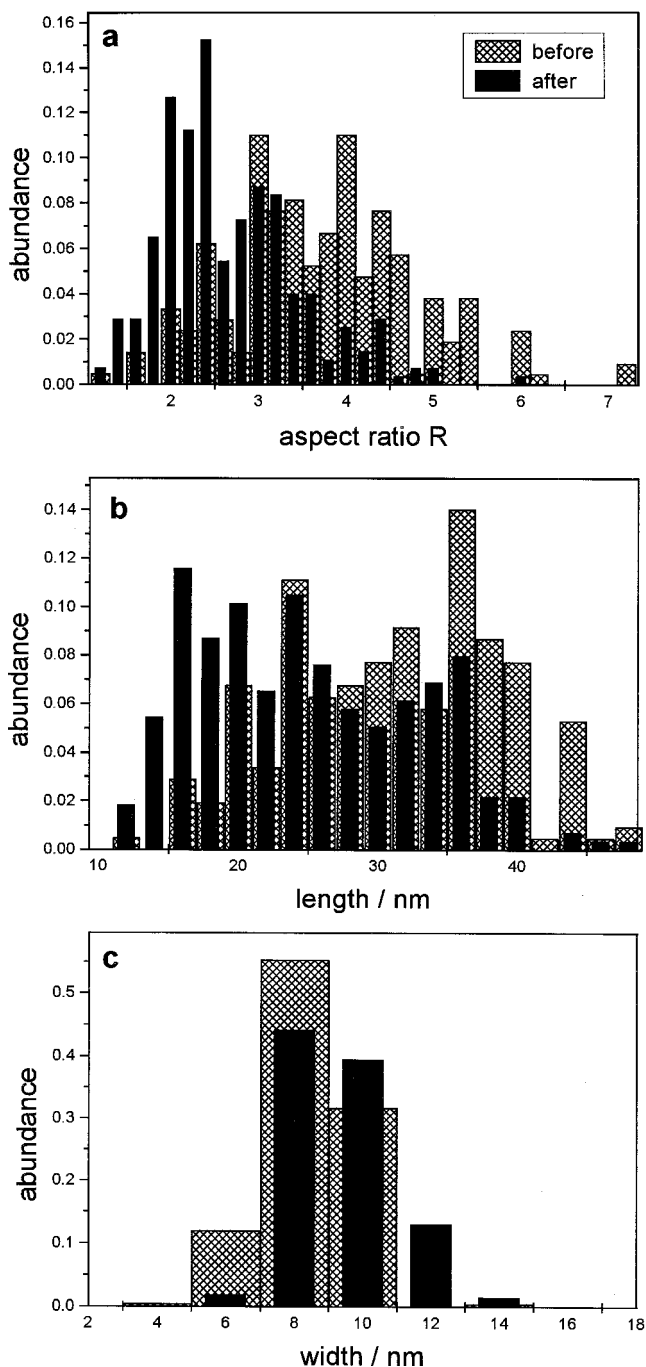 a
before
after
0.16
0.14
0.12
0.10
0.08
0.06
0.04
0.02
0.00
abundance
2 3 4 5 6 7
aspect ratio R
b
0.14
0.12
0.10
0.08
0.06
0.04
0.02
0.00
abundance
10 20 30 40
length / nm
c
0.5
0.4
0.3
0.2
0.1
0.0
abundance
2 4 6 8 10 12 14 16 18
width / nm